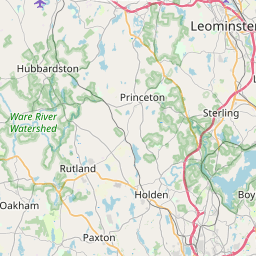 Leominster
Hubbardston
Princeton
Ware River
Watershed
Sterling
Rutland
Holden
Oakham
Boy
Paxton